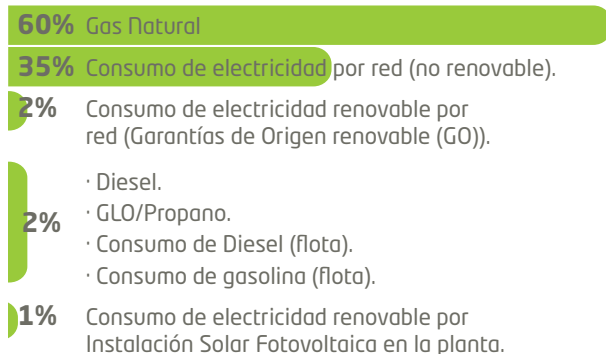 60% Gas Natural
35% Consumo de electricidad por red (no renovable).
2% Consumo de electricidad renovable por
red (Garantías de Origen renovable (GO)).
· Diesel.
· GLO/Propano.
2%
· Consumo de Diesel (flota).
· Consumo de gasolina (flota).
1% Consumo de electricidad renovable por
Instalación Solar Fotovoltaica en la planta.